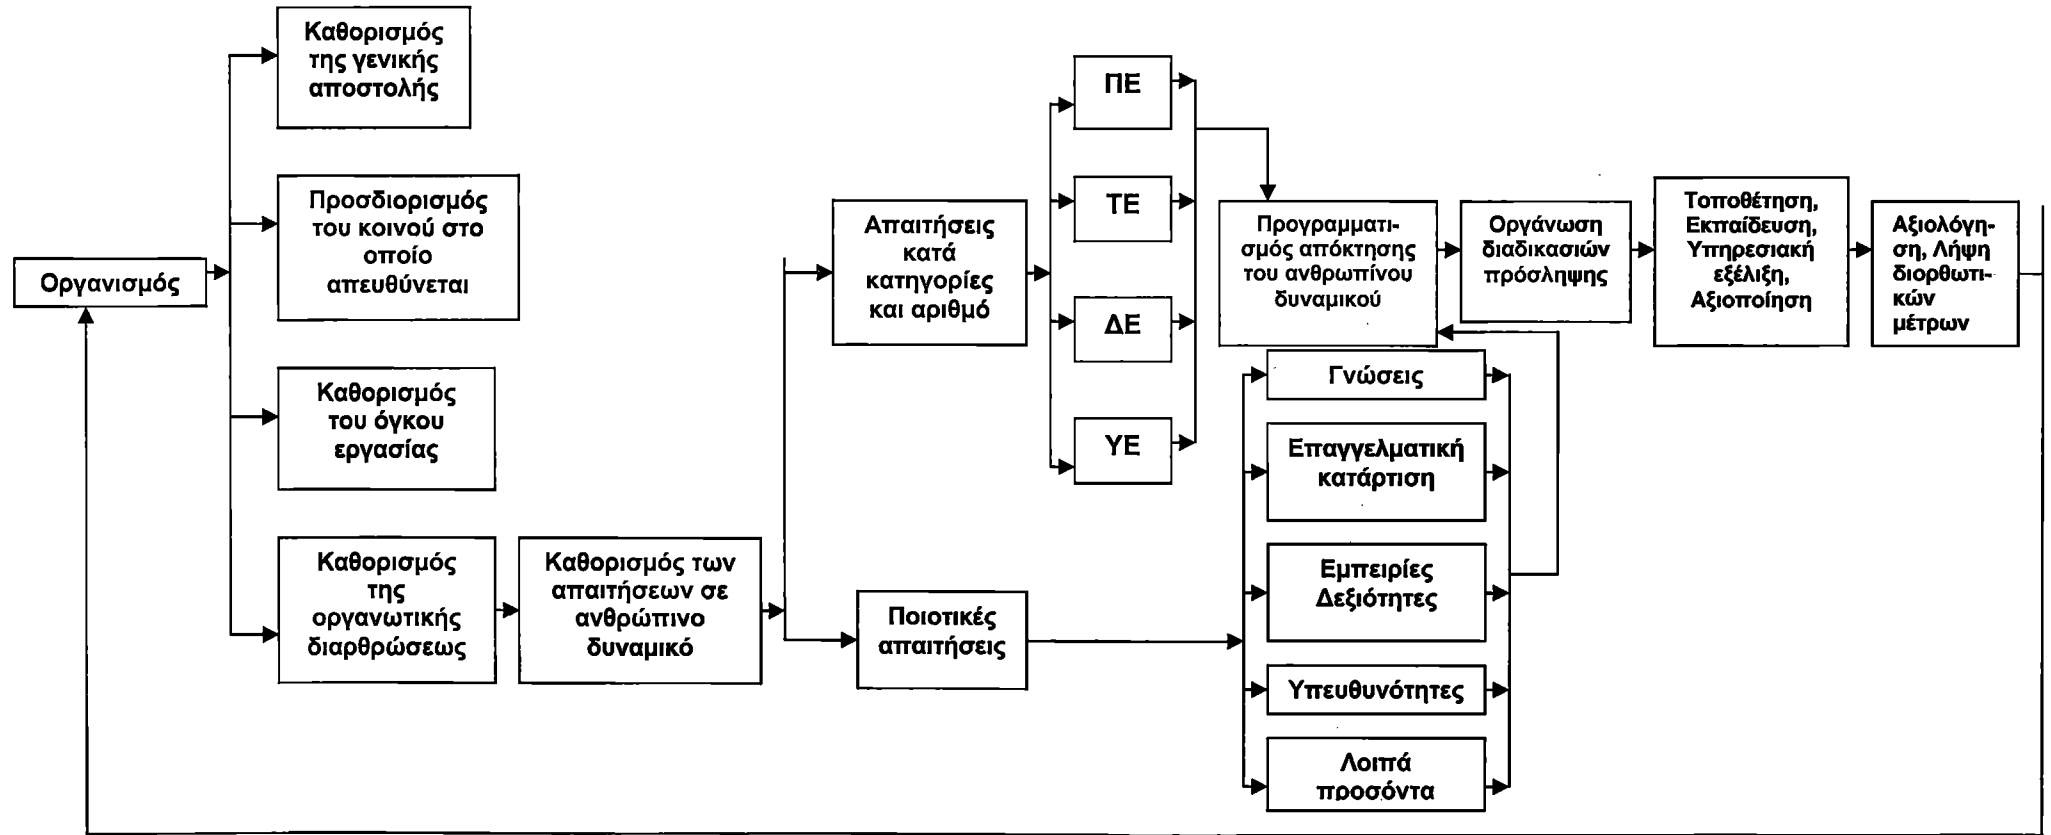 Οργανισμός
Καθορισμός
της γενικής
αποστολής
Προσδιορισμός
του κοινού στο
οποίο
απευθύνεται
Καθορισμός
του όγκου
εργασίας
Καθορισμός
της
οργανωτικής
διαρθρώσεως
Καθορισμός των
απαιτήσεων σε
ανθρώπινο
δυναμικό
Απαιτήσεις
κατά
κατηγορίες
και αριθμό
Ποιοτικές
απαιτήσεις
ΠΕ
ΤΕ
ΔΕ
ΥΕ
Προγραμματι-
σμός απόκτησης
του ανθρωπίνου
δυναμικού
Γνώσεις
Επαγγελματική
κατάρτιση
Εμπειρίες
Δεξιότητες
Υπευθυνότητες
Λοιπά
προσόντα
Οργάνωση
διαδικασιών
πρόσληψης
Τοποθέτηση,
Εκπαίδευση,
Υπηρεσιακή
εξέλιξη,
Αξιοποίηση
Αξιολόγη-
ση, Λήψη
διορθωτι-
κών
μέτρων